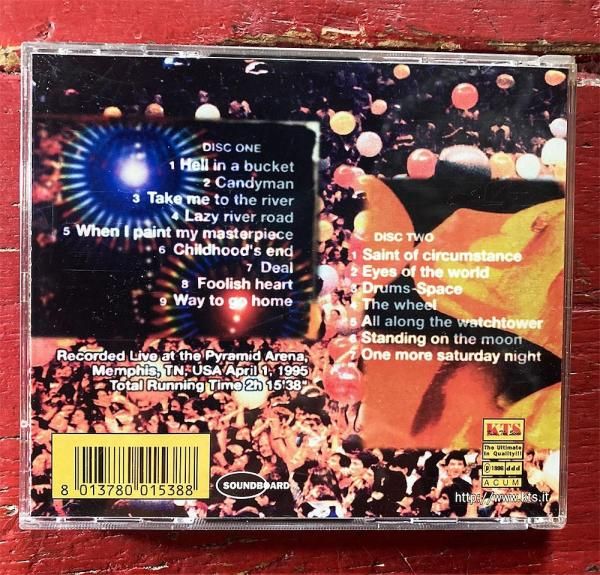 DISC ONE
1 Hell in a bucket
2 Candyman
3 Take me to the river
4 Lazy river road
5 When I paint my masterpiece
6 Childhood's end
7 Deal
8 Foolish heart
9 Way to go home
Recorded Live at the Pyramid Arena,
Memphis, TN, USA April 1, 1995
Total Running Time 2h 15'38"
DISC TWO
1 Saint of circumstance
2 Eyes of the world
3 Drums-Space
4 The wheel
5 All along the watchtower
6 Standing on the moon
7 One more saturday night
8 013780 015388
SOUNDBOARD
KTS
The Ultimate
in Quality!!!
P 1996 ddd
ACUM
http://www.kts.it